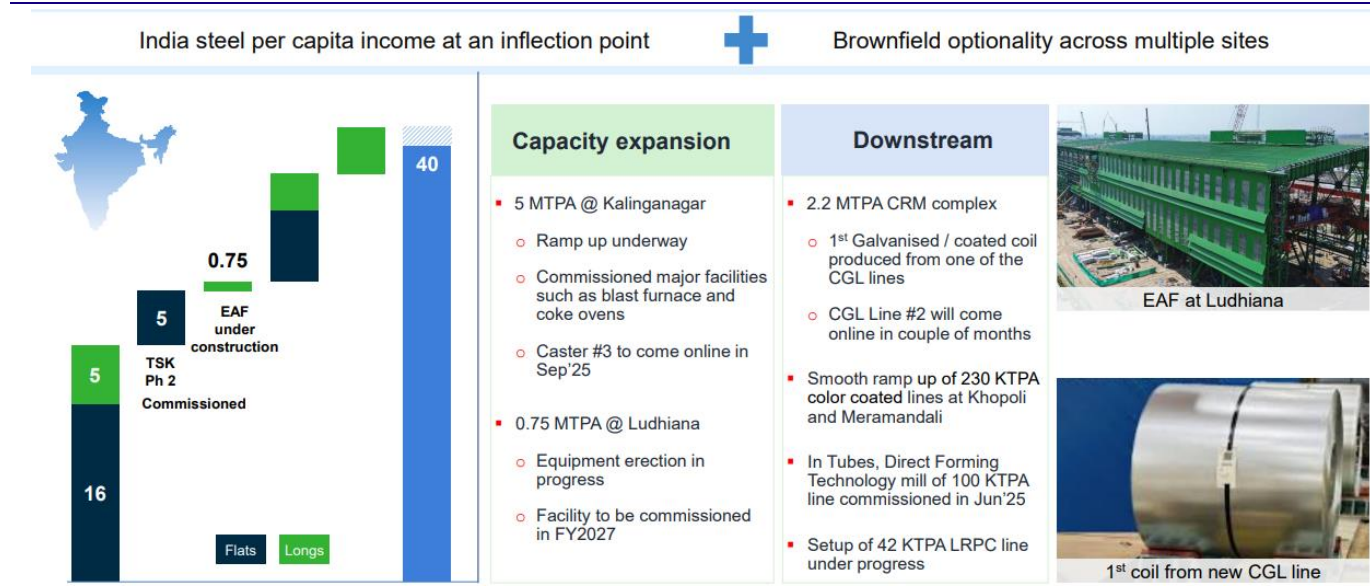 India steel per capita income at an inflection point
Brownfield optionality across multiple sites
40
0.75
5
EAF
under
construction
TSK
Ph 2
Commissioned
5
16
Flats
Longs
Capacity expansion
▪ 5 MTPA @ Kalinganagar
o Ramp up underway
o Commissioned major facilities
such as blast furnace and
coke ovens
o Caster #3 to come online in
Sep'25
▪ 0.75 MTPA @ Ludhiana
o Equipment erection in
progress
o Facility to be commissioned
in FY2027
Downstream
▪ 2.2 MTPA CRM complex
o 1st Galvanised / coated coil
produced from one of the
CGL lines
o CGL Line #2 will come
online in couple of months
▪ Smooth ramp up of 230 KTPA
color coated lines at Khopoli
and Meramandali
▪ In Tubes, Direct Forming
Technology mill of 100 KTPA
line commissioned in Jun'25
▪ Setup of 42 KTPA LRPC line
under progress
EAF at Ludhiana
1st coil from new CGL line